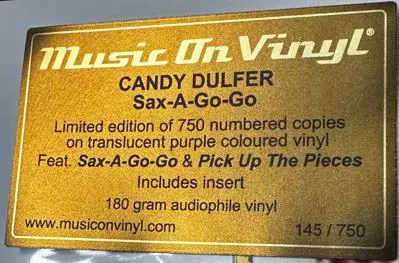 Music On Vinyl®
CANDY DULFER
Sax-A-Go-Go
Limited edition of 750 numbered copies
on translucent purple coloured vinyl
Feat. Sax-A-Go-Go & Pick Up The Pieces
Includes insert
180 gram audiophile vinyl
www.musiconvinyl.com 145 / 750